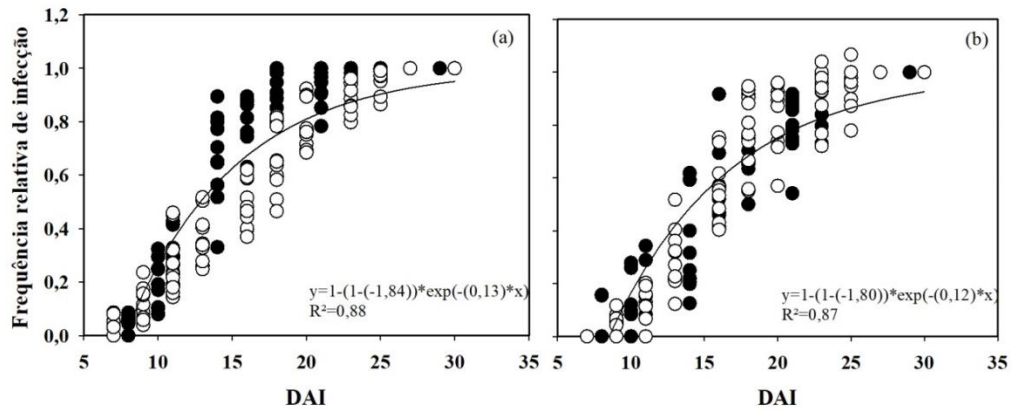 Frequência relativa de infecção
1,2
1,0
0,8
0,6
0,4
0,2
0,0
(a)
y=1-(1-(-1,84))*exp(-(0,13)*x)
R²=0,88
5 10 15 20 25 30 35
DAI
(b)
y=1-(1-(-1,80))*exp(-(0,12)*x)
R²=0,87
5 10 15 20 25 30 35
DAI